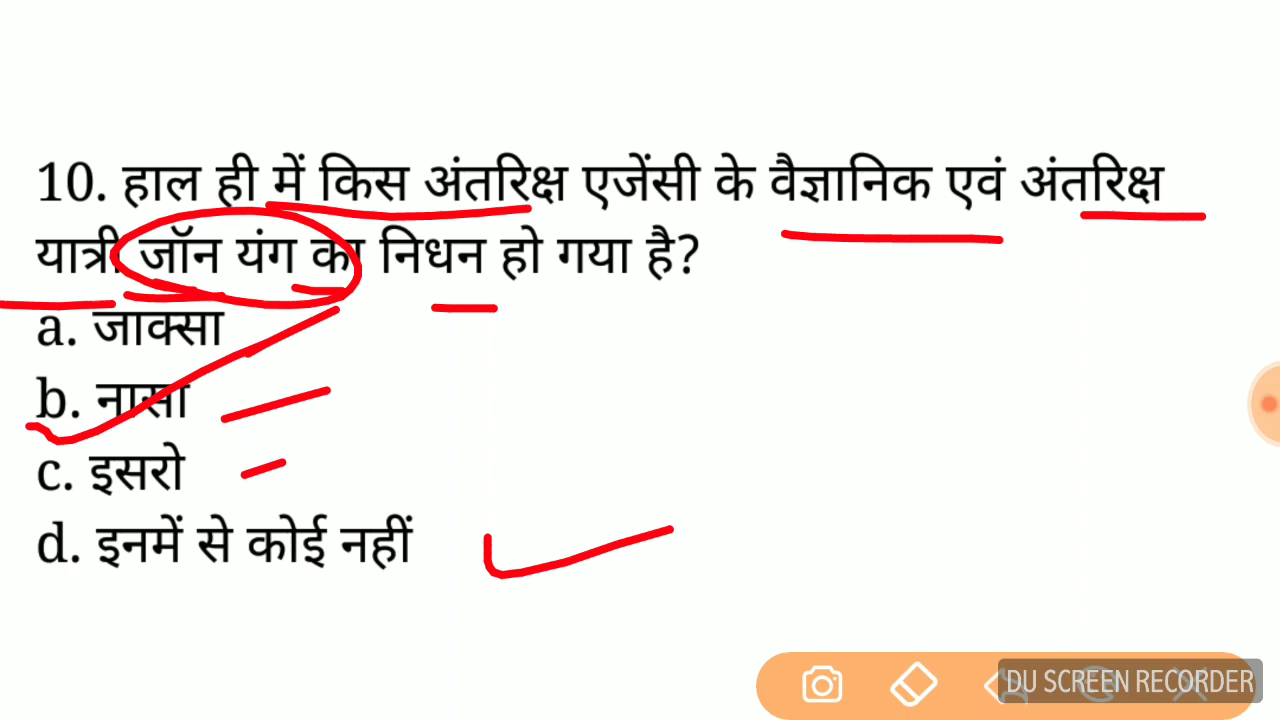 10. हाल ही में किस अंतरिक्ष एजेंसी के वैज्ञानिक एवं अंतरिक्ष
यात्री जॉन यंग का निधन हो गया है?
a. जाक्सा
b. नासा
c. इसरो
d. इनमें से कोई नहीं
DU SCREEN RECORDER